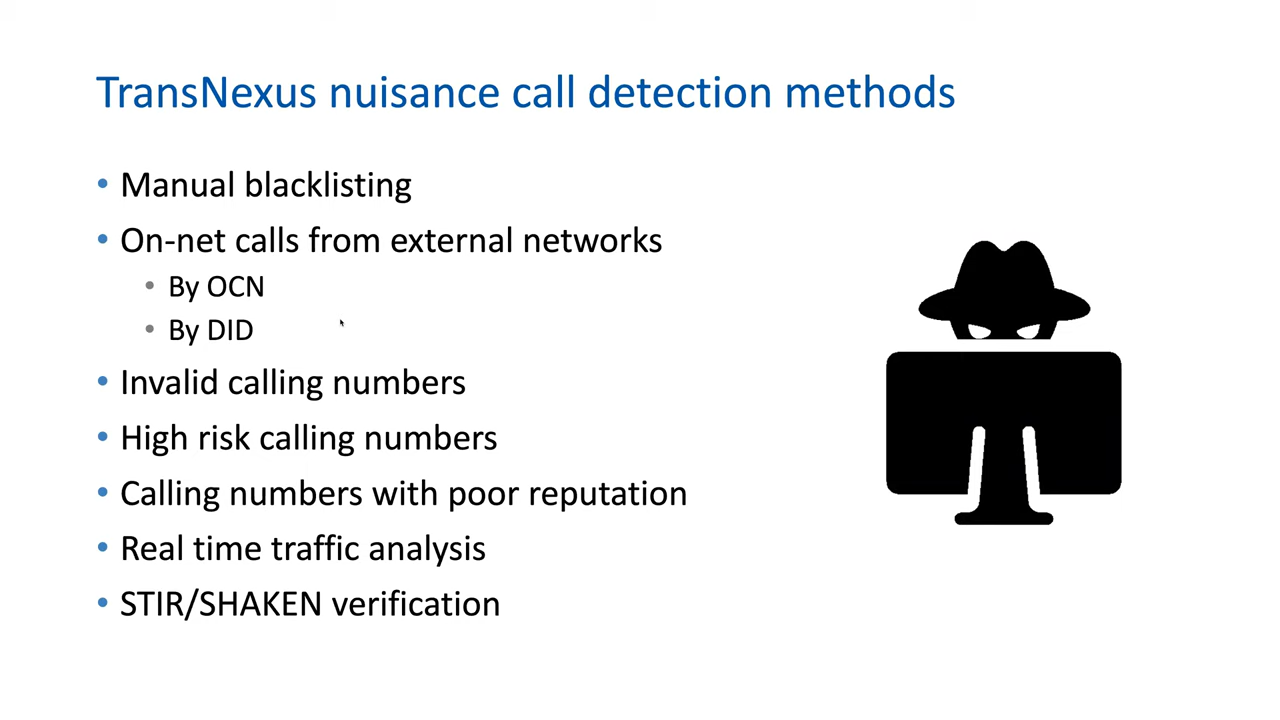 TransNexus nuisance call detection methods
• Manual blacklisting
• On-net calls from external networks
• By OCN
• By DID
• Invalid calling numbers
• High risk calling numbers
• Calling numbers with poor reputation
• Real time traffic analysis
• STIR/SHAKEN verification